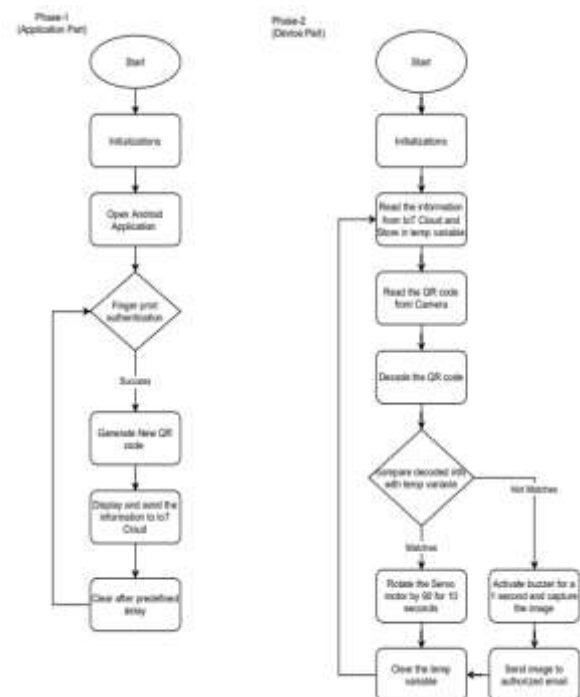 Phase-1
(Application Part)
Start
Initializations
Open Android
Application
Finger print
authentication
Success
Generate New QR
code
Display and send the
information to IoT
Cloud
Clear after predefined
delay
Phase-2
(Device Part)
Start
Initializations
Read the information
from IoT Cloud and
Store in temp variable
Read the QR code
from Camera
Decode the QR code
Compare decoded info
with temp variable
Not Matches
Matches
Rotate the Servo
motor by 90 for 10
seconds
Activate buzzer for a
1 second and capture
the image
Clear the temp
variable
Send image to
authorized email